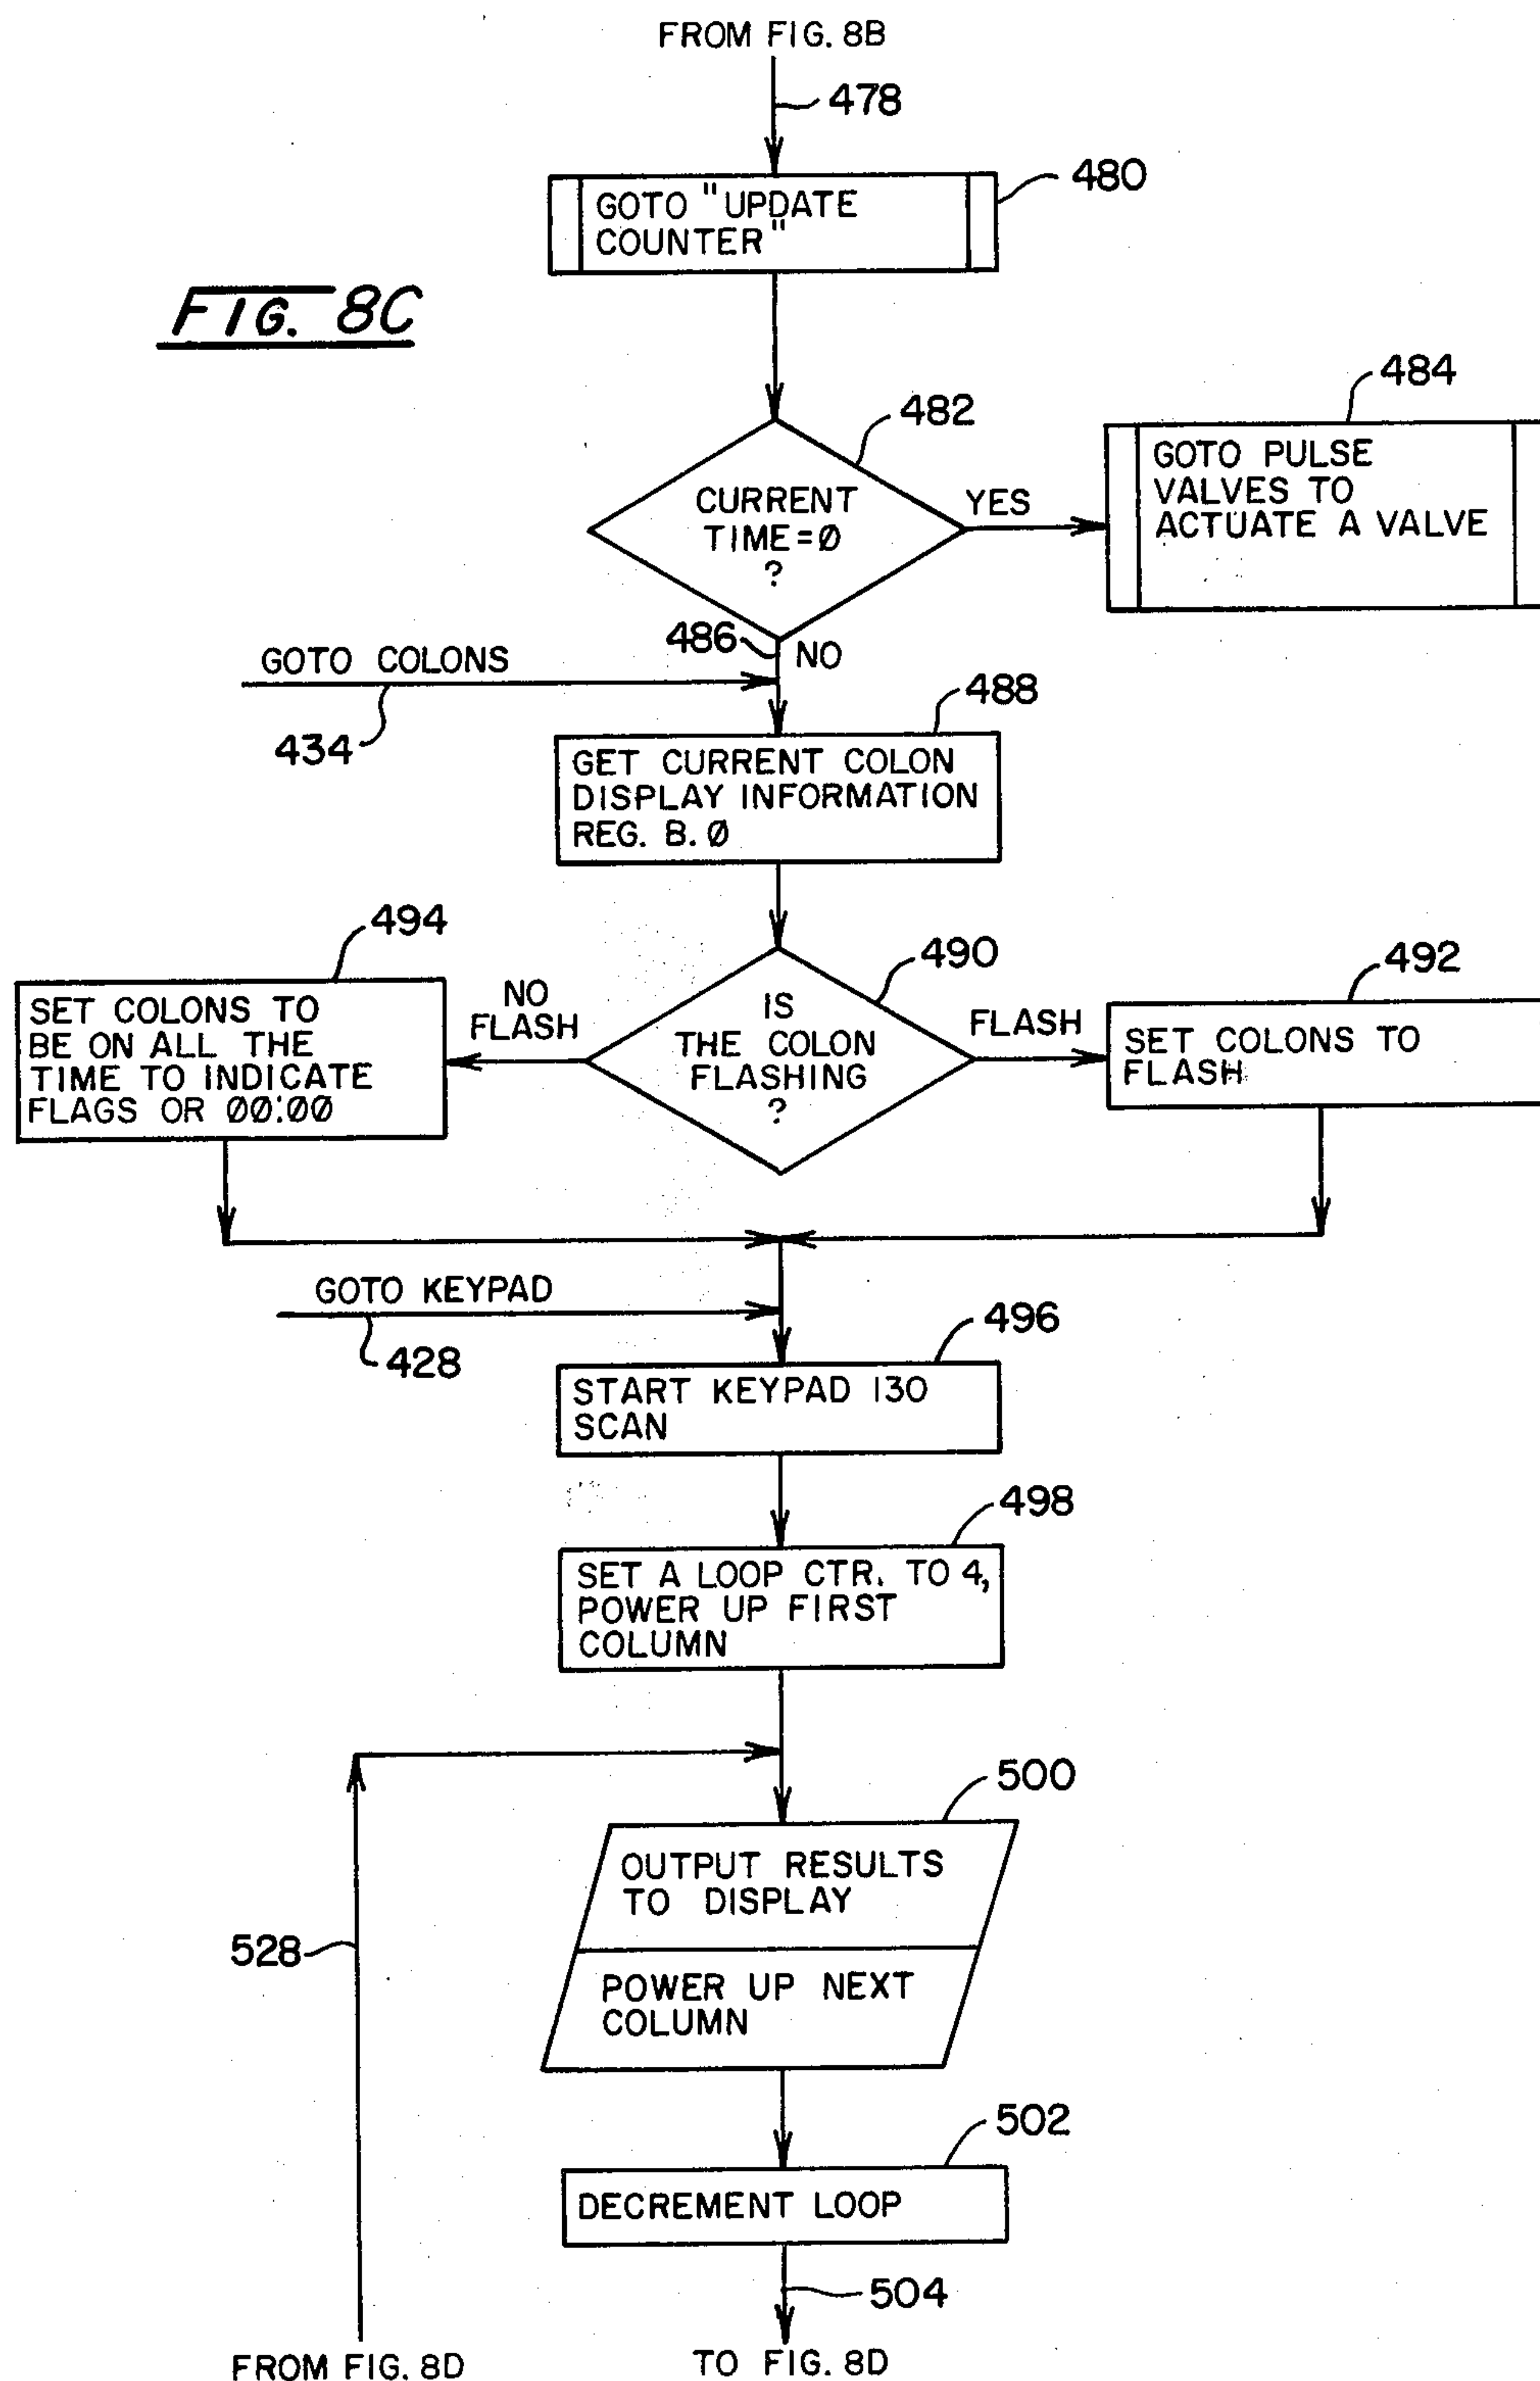 FROM FIG. 8B
478
480
GOTO "UPDATE
COUNTER"
FIG. 8C
482
484
CURRENT
TIME=Ø
?
YES
GOTO PULSE
VALVES TO
ACTUATE A VALVE
486
NO
GOTO COLONS
434
488
GET CURRENT COLON
DISPLAY INFORMATION
REG. B.Ø
494
490
492
SET COLONS TO
BE ON ALL THE
TIME TO INDICATE
FLAGS OR ØØ:ØØ
NO
FLASH
IS
THE COLON
FLASHING
?
FLASH
SET COLONS TO
FLASH
GOTO KEYPAD
428
496
START KEYPAD 130
SCAN
498
SET A LOOP CTR. TO 4,
POWER UP FIRST
COLUMN
500
OUTPUT RESULTS
TO DISPLAY
528
POWER UP NEXT
COLUMN
502
DECREMENT LOOP
504
FROM FIG. 8D
TO FIG. 8D